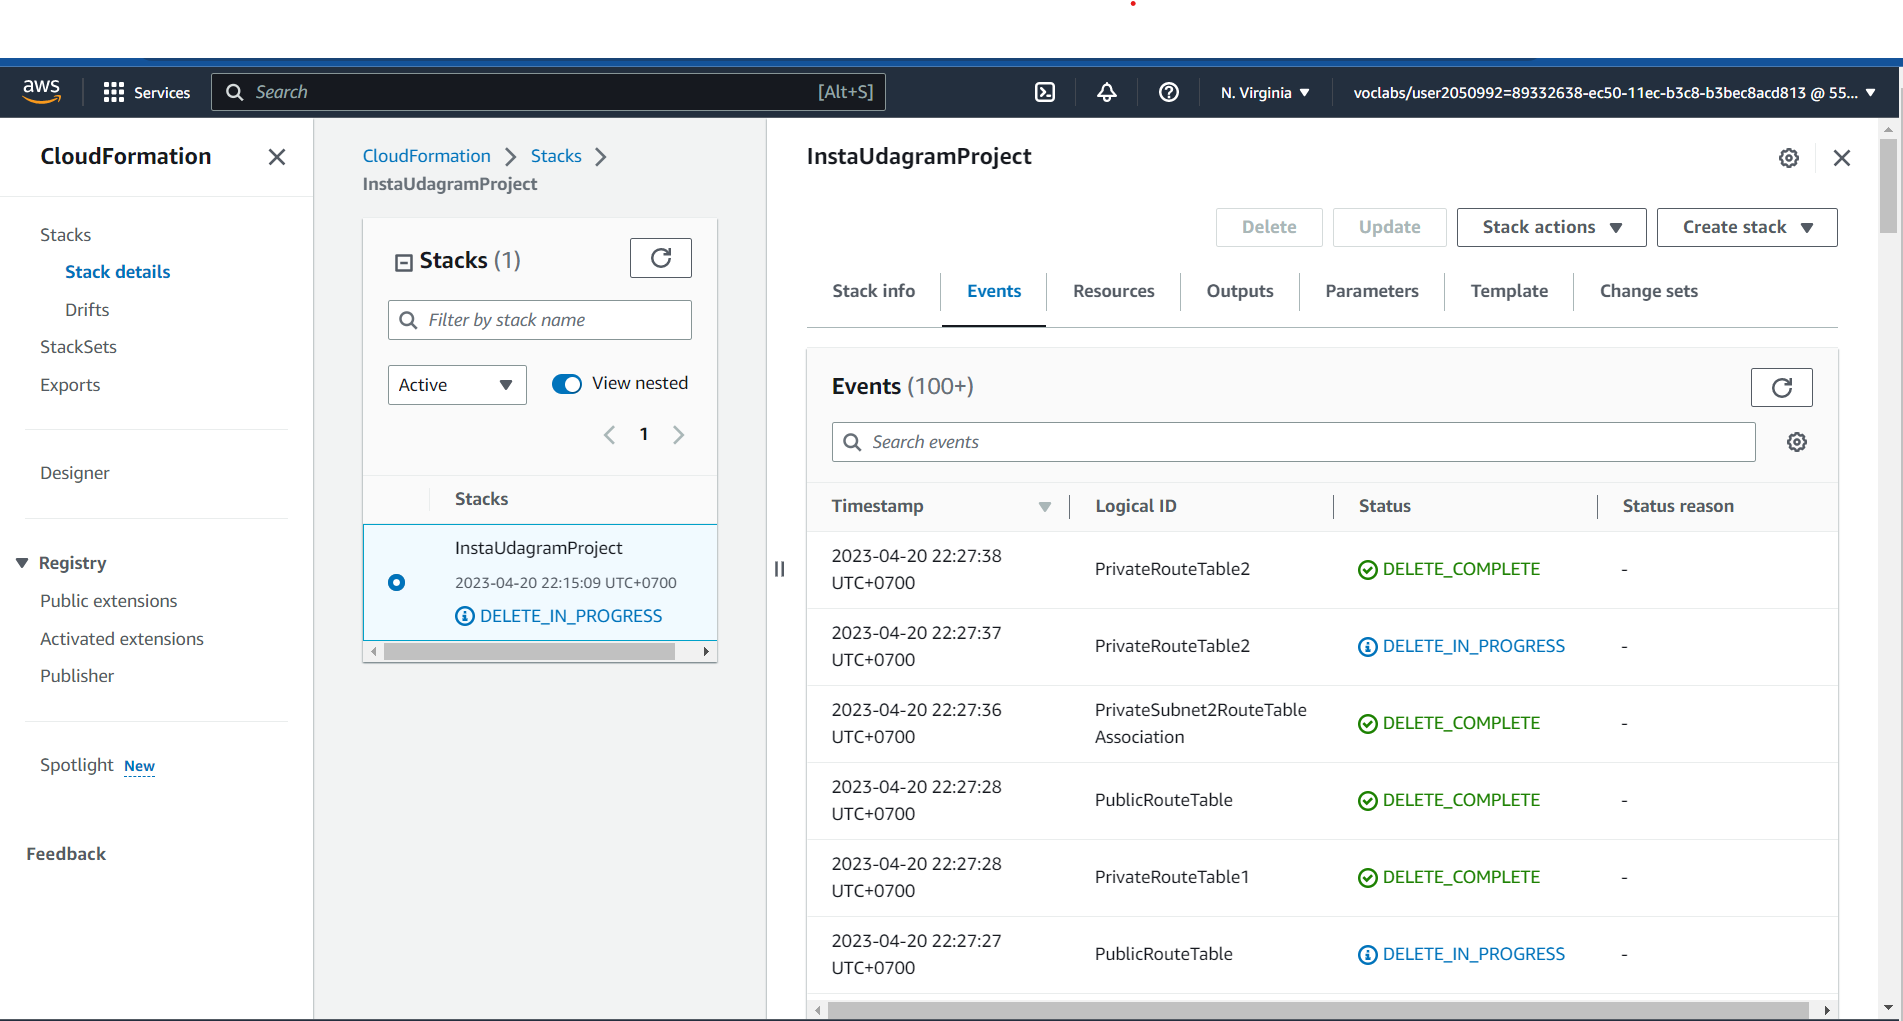 aws
Services
Search
[Alt+S]
N. Virginia
voclabs/user2050992=89332638-ec50-11ec-b3c8-b3bec8acd813 @ 55...
CloudFormation
Stacks
Stack details
Drifts
StackSets
Exports
Designer
Registry
Public extensions
Activated extensions
Publisher
Spotlight New
Feedback
CloudFormation
Stacks
InstaUdagramProject
Stacks (1)
Filter by stack name
Active
View nested
1
Stacks
InstaUdagramProject
2023-04-20 22:15:09 UTC+0700
DELETE_IN_PROGRESS
InstaUdagramProject
Delete
Update
Stack actions
Create stack
Stack info
Events
Resources
Outputs
Parameters
Template
Change sets
Events (100+)
Search events
Timestamp
Logical ID
Status
Status reason
2023-04-20 22:27:38
UTC+0700
PrivateRouteTable2
DELETE_COMPLETE
-
2023-04-20 22:27:37
UTC+0700
PrivateRouteTable2
DELETE_IN_PROGRESS
-
2023-04-20 22:27:36
UTC+0700
PrivateSubnet2RouteTable
Association
DELETE_COMPLETE
-
2023-04-20 22:27:28
UTC+0700
PublicRouteTable
DELETE_COMPLETE
-
2023-04-20 22:27:28
UTC+0700
PrivateRouteTable1
DELETE_COMPLETE
-
2023-04-20 22:27:27
UTC+0700
PublicRouteTable
DELETE_IN_PROGRESS
-